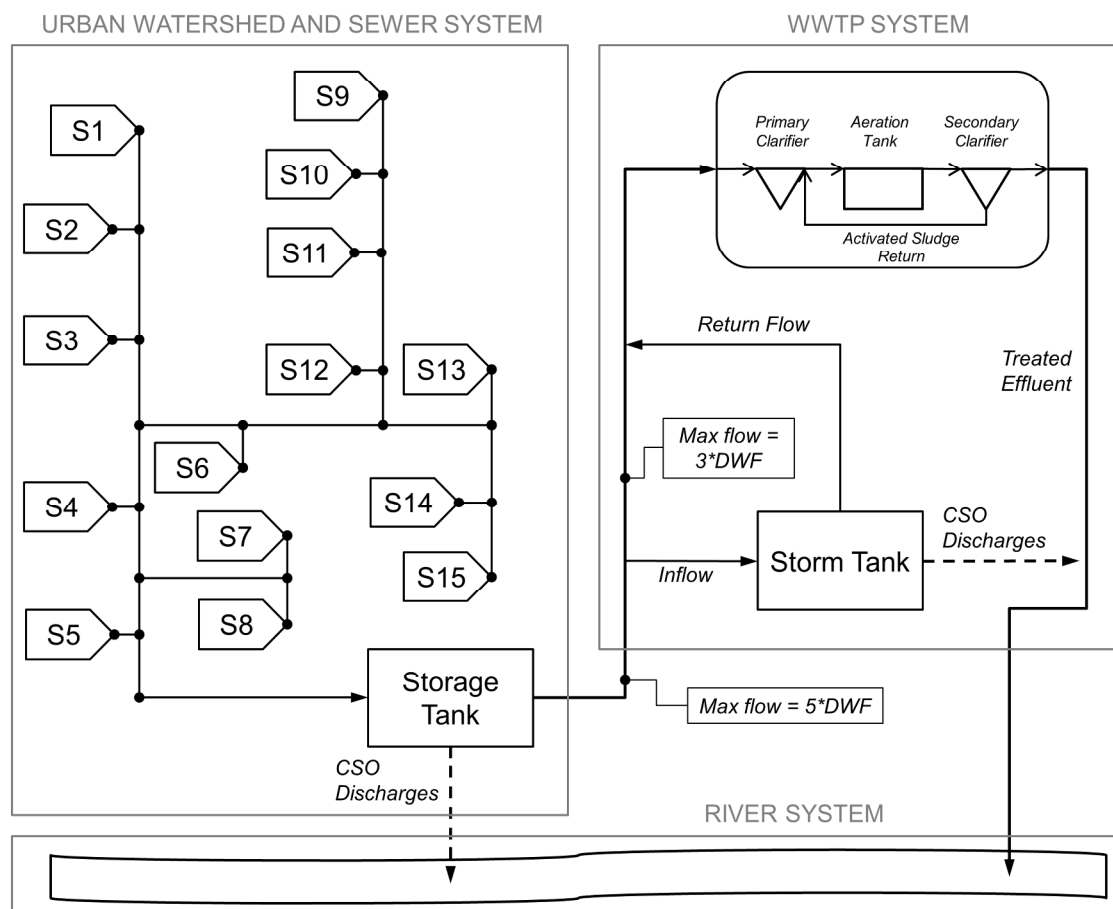 URBAN WATERSHED AND SEWER SYSTEM
S1
S2
S3
S4
S5
S6
S7
S8
S9
S10
S11
S12
S13
S14
S15
Storage
Tank
CSO
Discharges
WWTP SYSTEM
Primary
Clarifier
Aeration
Tank
Secondary
Clarifier
Activated Sludge
Return
Return Flow
Treated
Effluent
Max flow =
3*DWF
CSO
Discharges
Inflow
Storm Tank
Max flow = 5*DWF
RIVER SYSTEM